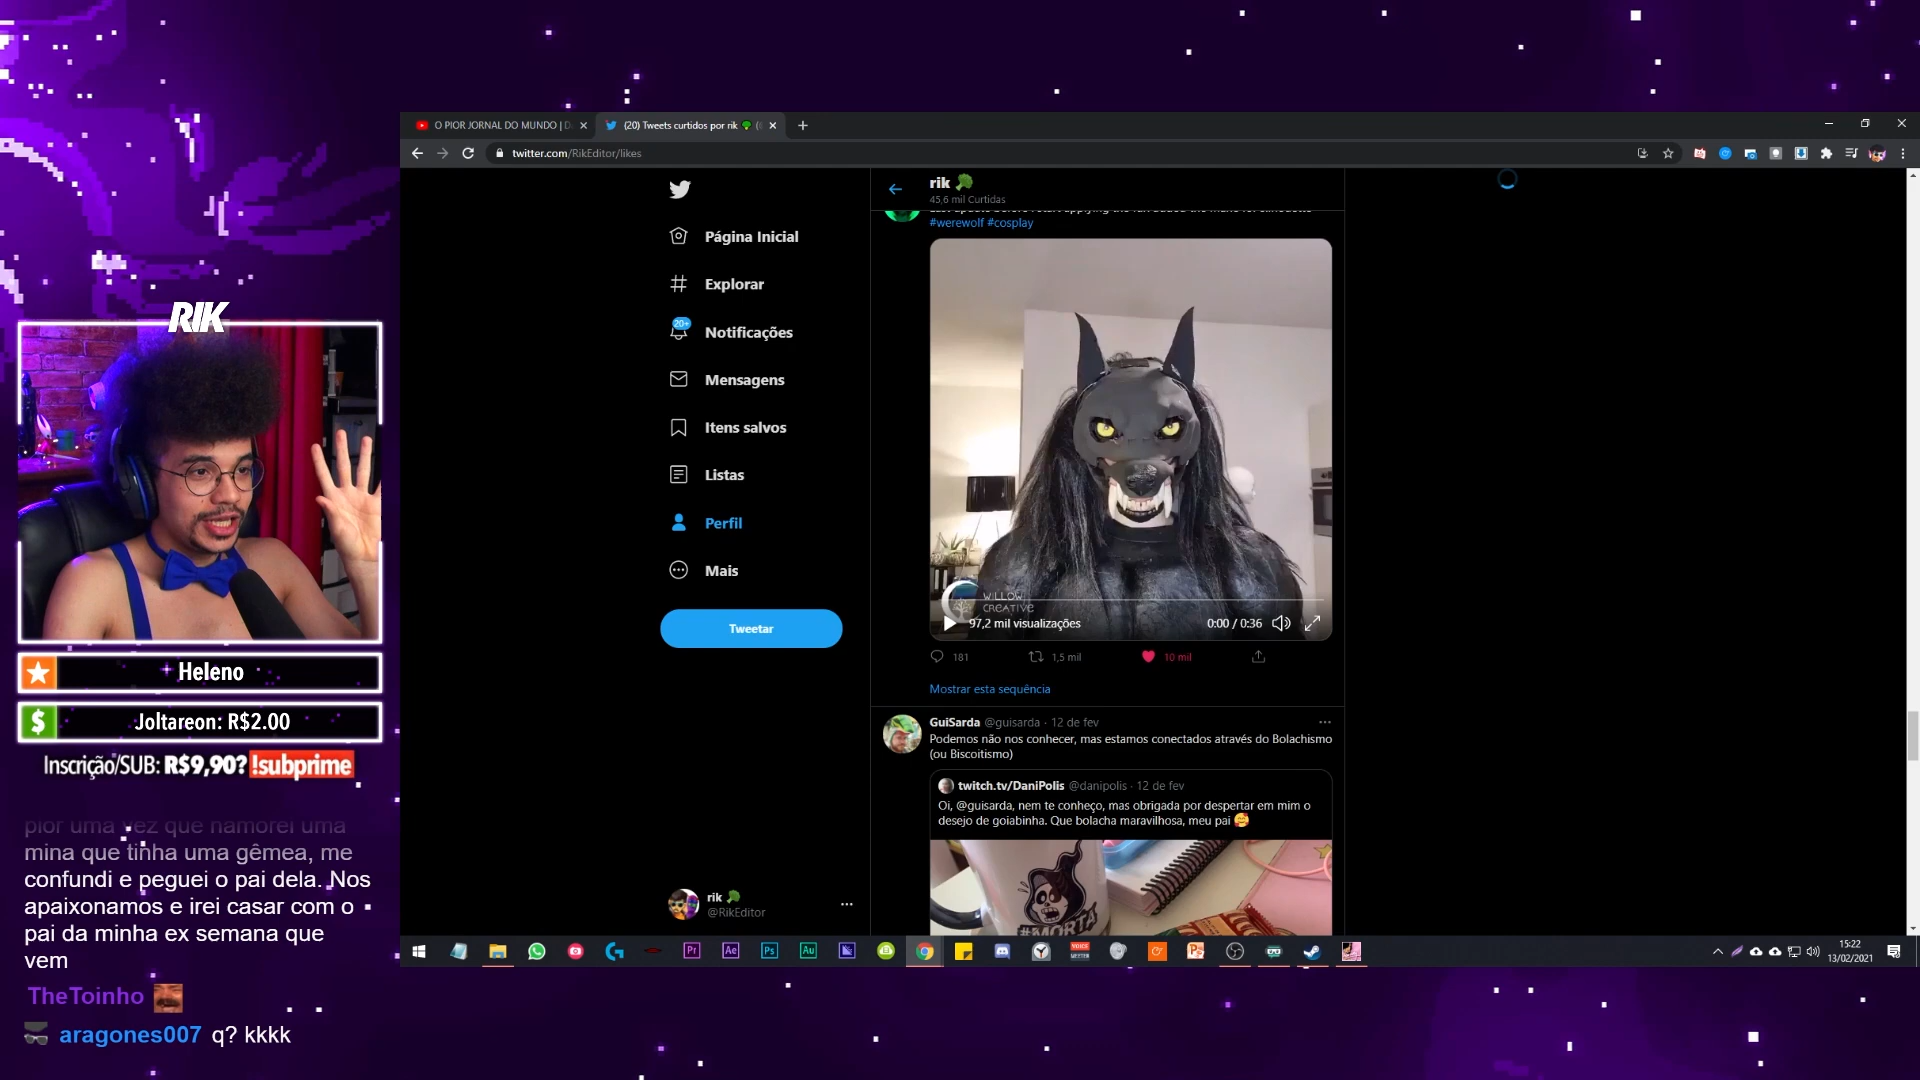 O PIOR JORNAL DO MUNDO | D
(20) Tweets curtidos por rik 🥦 (
twitter.com/RikEditor/likes
rik 🥦
45,6 mil Curtidas
Página Inicial
Explorar
20+
Notificações
Mensagens
Itens salvos
Listas
Perfil
Mais
Tweetar
rik 🥦
@RikEditor
#werewolf #cosplay
WILLOW
CREATIVE
97,2 mil visualizações
0:00 / 0:36
181
1,5 mil
10 mil
Mostrar esta sequência
GuiSarda @guisarda · 12 de fev
Podemos não nos conhecer, mas estamos conectados através do Bolachismo
(ou Biscoitismo)
twitch.tv/DaniPolis @danipolis · 12 de fev
Oi, @guisarda, nem te conheço, mas obrigada por despertar em mim o
desejo de goiabinha. Que bolacha maravilhosa, meu pai 🥰
#MORTA
RIK
Heleno
$
Joltareon: R$2.00
Inscrição/SUB: R$9,90? !subprime
pior uma vez que namorei uma
mina que tinha uma gêmea, me
confundi e peguei o pai dela. Nos
apaixonamos e irei casar com o
pai da minha ex semana que
vem
TheToinho
aragones007 q? kkkk
Pr
Ae
Ps
Au
VOICE
MEETER
15:22
13/02/2021